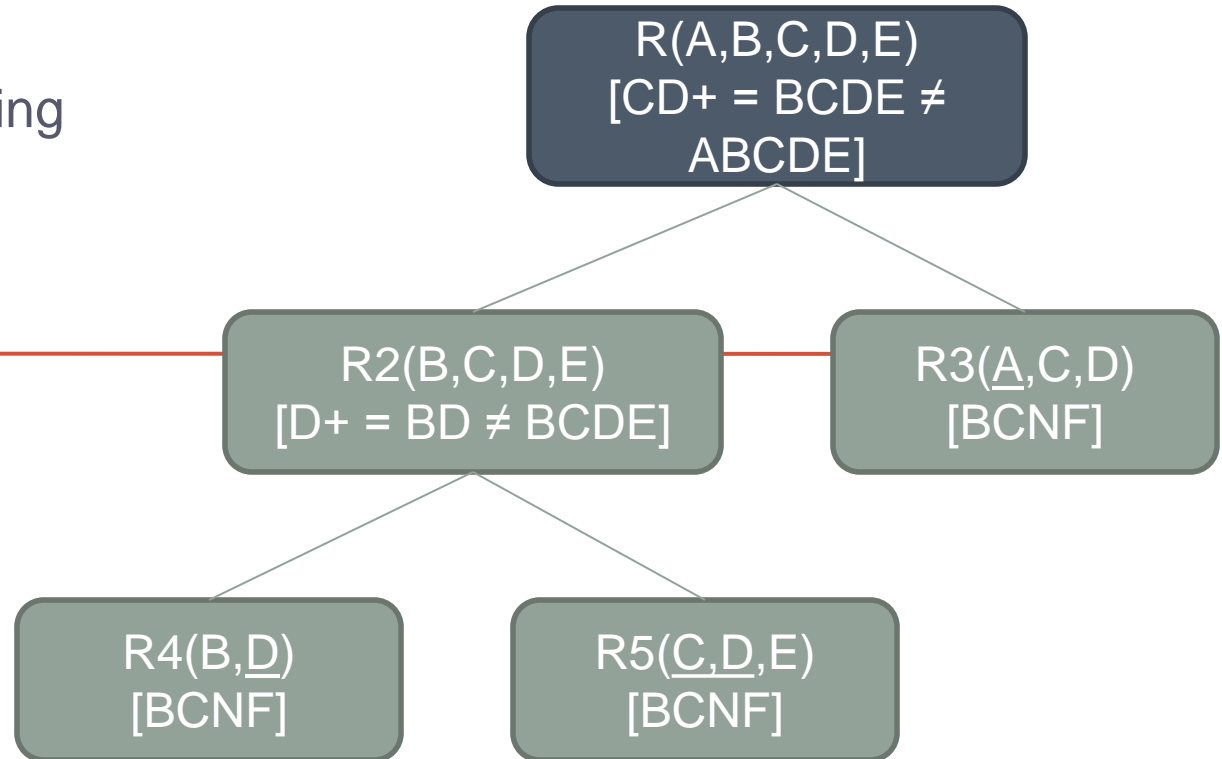 ing
R(A,B,C,D,E)
[CD+ = BCDE ≠
ABCDE]
R2(B,C,D,E)
[D+ = BD ≠ BCDE]
R3(A,C,D)
[BCNF]
R4(B,D)
[BCNF]
R5(C,D,E)
[BCNF]